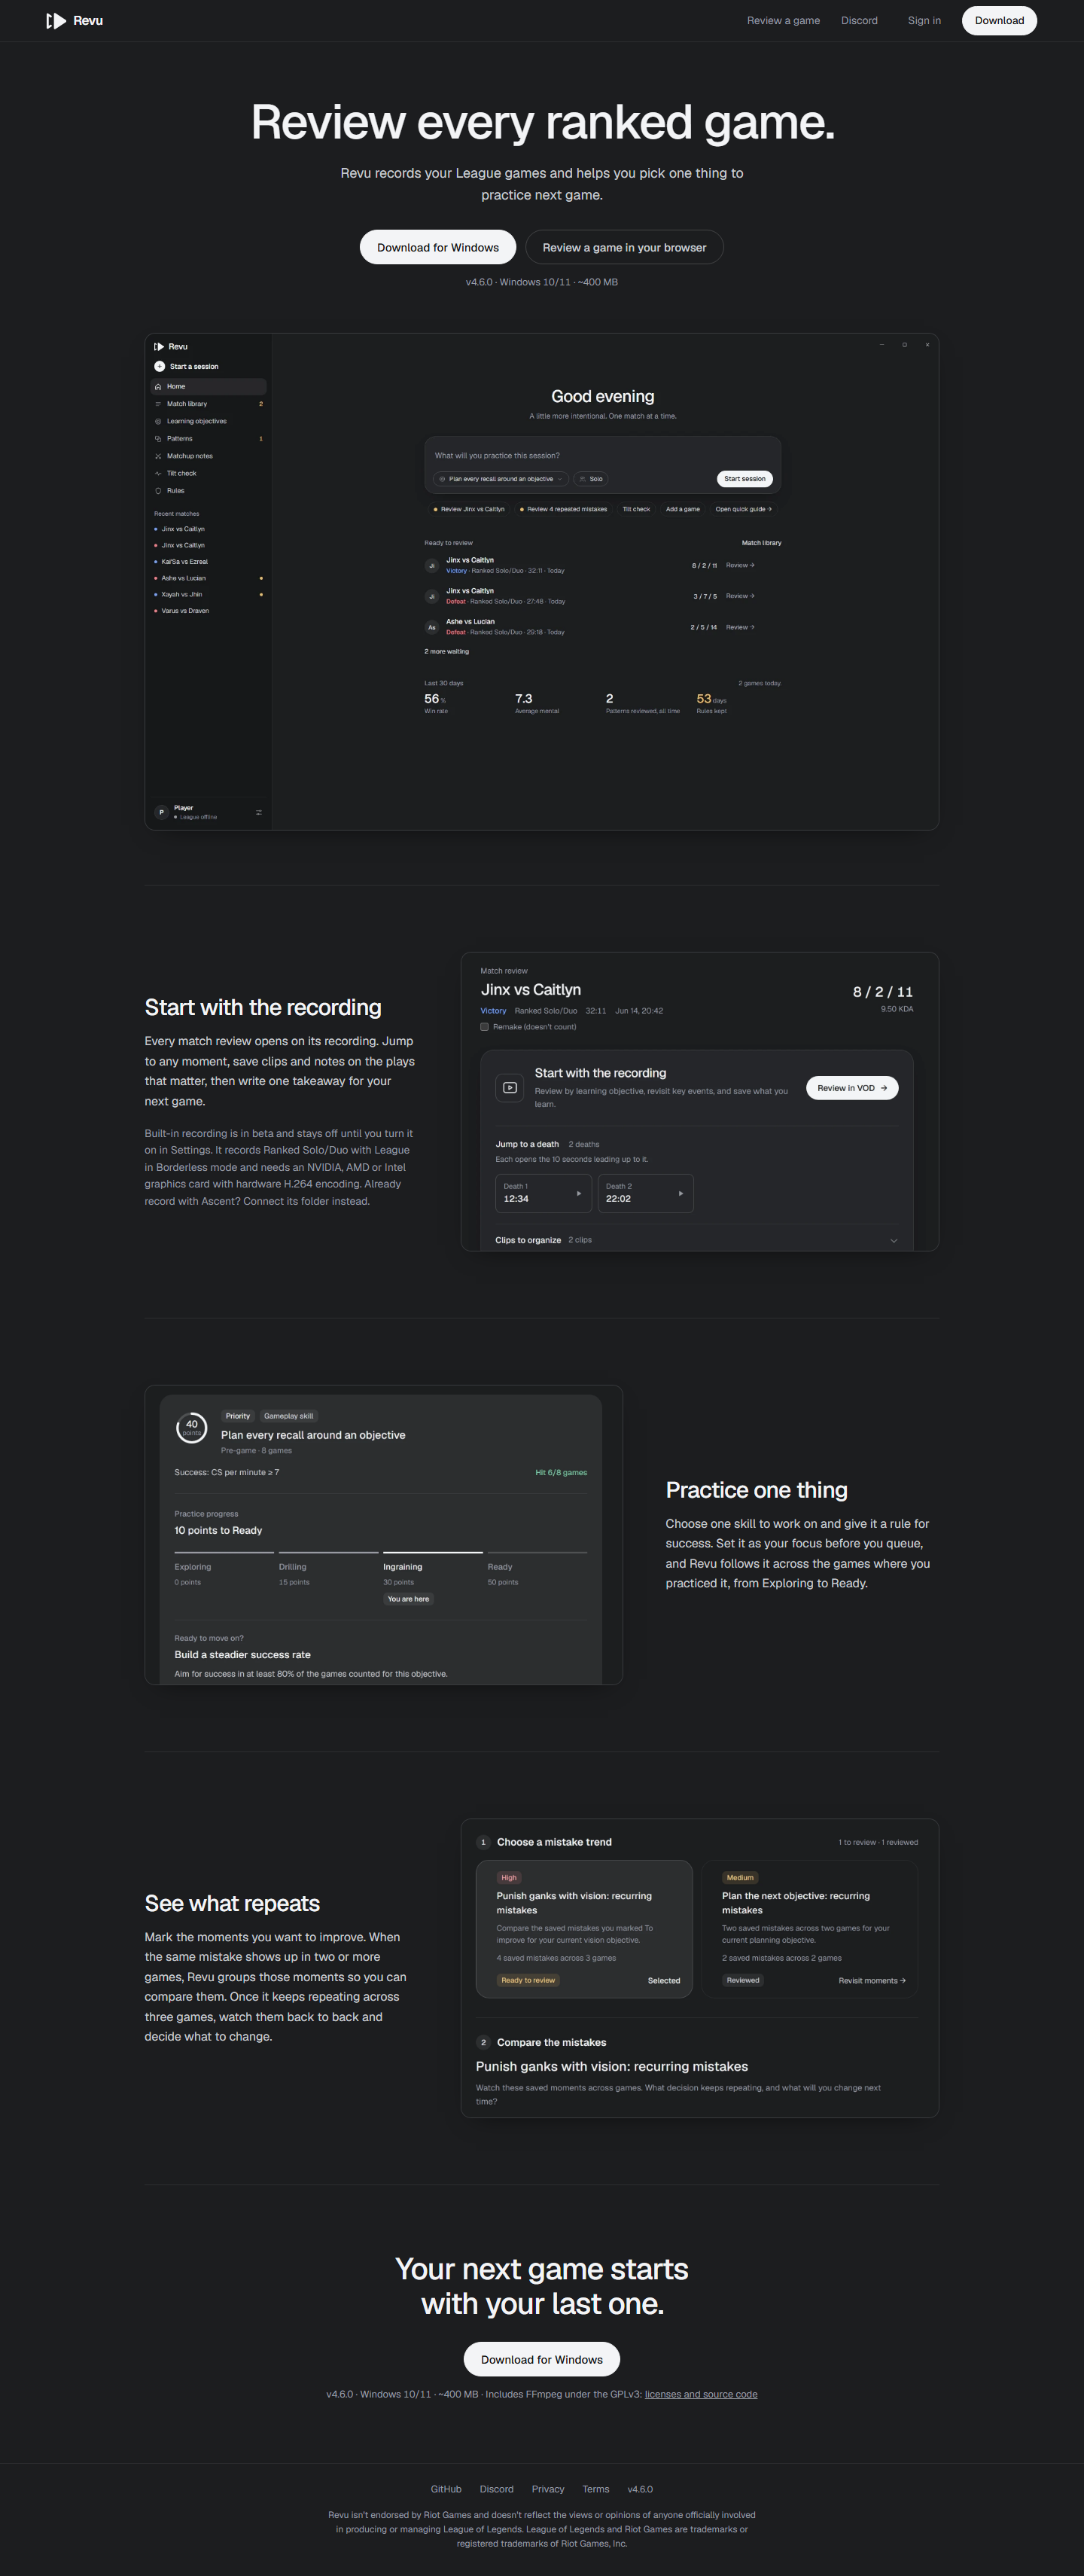 Revu
Review a game
Discord
Sign in
Download
Review every ranked game.
Revu records your League games and helps you pick one thing to
practice next game.
Download for Windows
Review a game in your browser
v4.6.0 · Windows 10/11 · ~400 MB
Revu
Start a session
Home
Match library 2
Learning objectives
Patterns 1
Matchup notes
Tilt check
Rules
Recent matches
Jinx vs Caitlyn
Jinx vs Caitlyn
Kai'Sa vs Ezreal
Ashe vs Lucian
Xayah vs Jhin
Varus vs Draven
P
Player
League offline
Good evening
A little more intentional. One match at a time.
What will you practice this session?
Plan every recall around an objective
Solo
Start session
Review Jinx vs Caitlyn
Review 4 repeated mistakes
Tilt check
Add a game
Open quick guide →
Ready to review
Match library
JI
Jinx vs Caitlyn
Victory · Ranked Solo/Duo · 32:11 · Today
8 / 2 / 11
Review →
JI
Jinx vs Caitlyn
Defeat · Ranked Solo/Duo · 27:48 · Today
3 / 7 / 5
Review →
As
Ashe vs Lucian
Defeat · Ranked Solo/Duo · 29:18 · Today
2 / 5 / 14
Review →
2 more waiting
Last 30 days
2 games today.
56 %
Win rate
7.3
Average mental
2
Patterns reviewed, all time
53 days
Rules kept
Start with the recording
Every match review opens on its recording. Jump
to any moment, save clips and notes on the plays
that matter, then write one takeaway for your
next game.
Built-in recording is in beta and stays off until you turn it
on in Settings. It records Ranked Solo/Duo with League
in Borderless mode and needs an NVIDIA, AMD or Intel
graphics card with hardware H.264 encoding. Already
record with Ascent? Connect its folder instead.
Match review
Jinx vs Caitlyn
Victory Ranked Solo/Duo 32:11 Jun 14, 20:42
Remake (doesn't count)
8 / 2 / 11
9.50 KDA
Start with the recording
Review by learning objective, revisit key events, and save what you
learn.
Review in VOD →
Jump to a death 2 deaths
Each opens the 10 seconds leading up to it.
Death 1
12:34
Death 2
22:02
Clips to organize 2 clips
40
points
Priority
Gameplay skill
Plan every recall around an objective
Pre-game · 8 games
Success: CS per minute ≥ 7
Hit 6/8 games
Practice progress
10 points to Ready
Exploring
0 points
Drilling
15 points
Ingraining
30 points
You are here
Ready
50 points
Ready to move on?
Build a steadier success rate
Aim for success in at least 80% of the games counted for this objective.
Practice one thing
Choose one skill to work on and give it a rule for
success. Set it as your focus before you queue,
and Revu follows it across the games where you
practiced it, from Exploring to Ready.
See what repeats
Mark the moments you want to improve. When
the same mistake shows up in two or more
games, Revu groups those moments so you can
compare them. Once it keeps repeating across
three games, watch them back to back and
decide what to change.
1 Choose a mistake trend
1 to review · 1 reviewed
High
Punish ganks with vision: recurring
mistakes
Compare the saved mistakes you marked To
improve for your current vision objective.
4 saved mistakes across 3 games
Ready to review
Selected
Medium
Plan the next objective: recurring
mistakes
Two saved mistakes across two games for your
current planning objective.
2 saved mistakes across 2 games
Reviewed
Revisit moments →
2 Compare the mistakes
Punish ganks with vision: recurring mistakes
Watch these saved moments across games. What decision keeps repeating, and what will you change next
time?
Your next game starts
with your last one.
Download for Windows
v4.6.0 · Windows 10/11 · ~400 MB · Includes FFmpeg under the GPLv3: licenses and source code
GitHub
Discord
Privacy
Terms
v4.6.0
Revu isn't endorsed by Riot Games and doesn't reflect the views or opinions of anyone officially involved
in producing or managing League of Legends. League of Legends and Riot Games are trademarks or
registered trademarks of Riot Games, Inc.